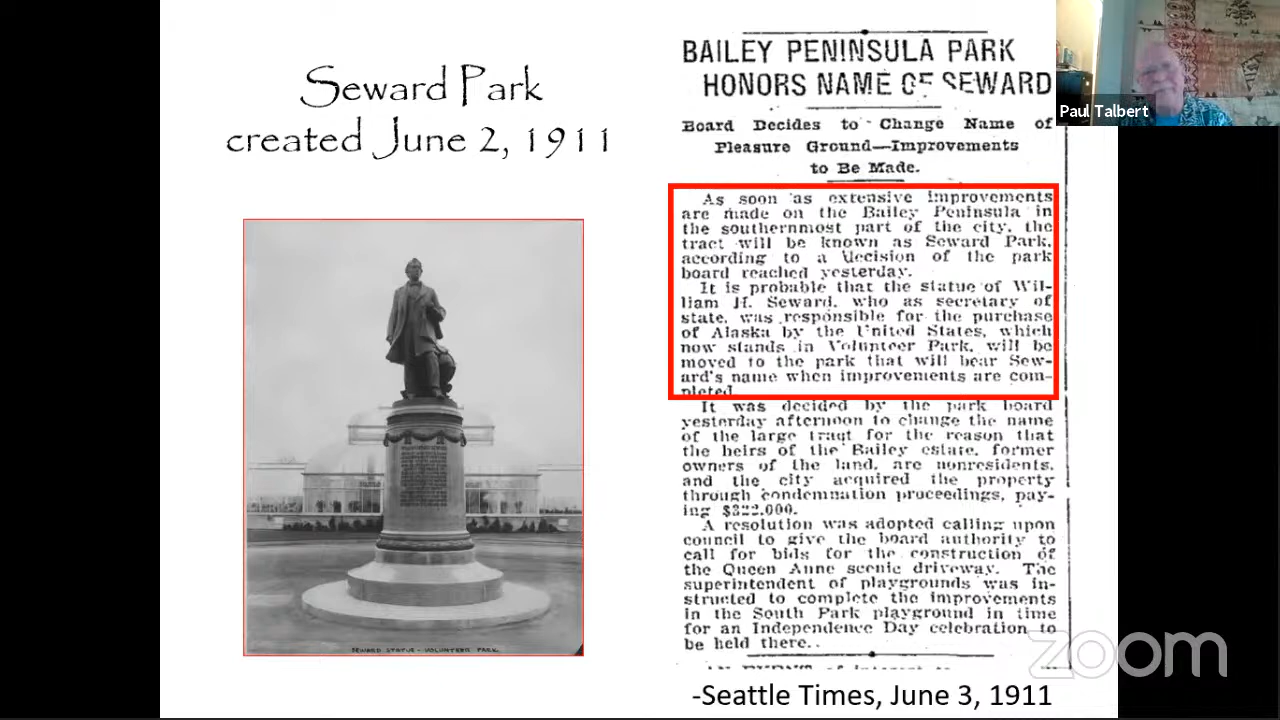 Seward Park
created June 2, 1911
SEWARD STATUE - VOLUNTEER PARK
BAILEY PENINSULA PARK
HONORS NAME OF SEWARD
Board Decides to Change Name of
Pleasure Ground—Improvements
to Be Made.
As soon as extensive improvements
are made on the Bailey Peninsula in
the southernmost part of the city, the
tract will be known as Seward Park,
according to a decision of the park
board reached yesterday.
It is probable that the statue of Wil-
liam H. Seward, who as secretary of
state, was responsible for the purchase
of Alaska by the United States, which
now stands in Volunteer Park, will be
moved to the park that will bear Sew-
ard's name when improvements are com-
pleted.
It was decided by the park board
yesterday afternoon to change the name
of the large tract for the reason that
the heirs of the Bailey estate, former
owners of the land, are nonresidents,
and the city acquired the property
through condemnation proceedings, pay-
ing $322,000.
A resolution was adopted calling upon
council to give the board authority to
call for bids for the construction of
the Queen Anne scenic driveway. The
superintendent of playgrounds was in-
structed to complete the improvements
in the South Park playground in time
for an Independence Day celebration to
be held there.
-Seattle Times, June 3, 1911
Paul Talbert
zoom